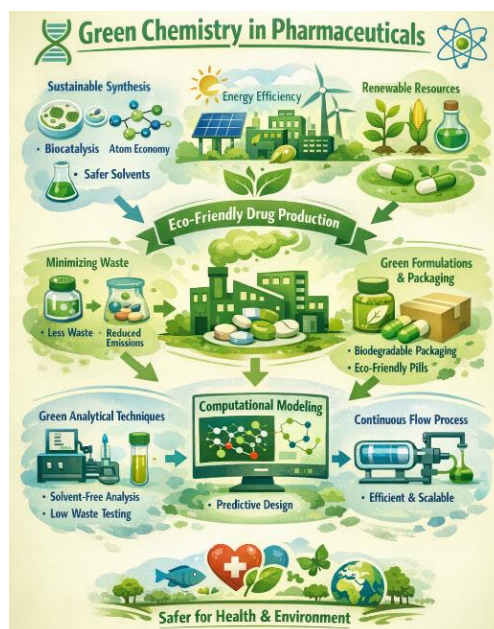 Green Chemistry in Pharmaceuticals
Sustainable Synthesis
• Biocatalysis
Atom Economy
• Safer Solvents
Energy Efficiency
Renewable Resources
Eco-Friendly Drug Production
Minimizing Waste
• Less Waste
• Reduced
Emissions
Green Formulations
& Packaging
• Biodegradable Packaging
• Eco-Friendly Pills
Green Analytical Techniques
• Solvent-Free Analysis
• Low Waste Testing
Computational Modeling
• Predictive Design
Continuous Flow Process
• Efficient & Scalable
Safer for Health & Environment